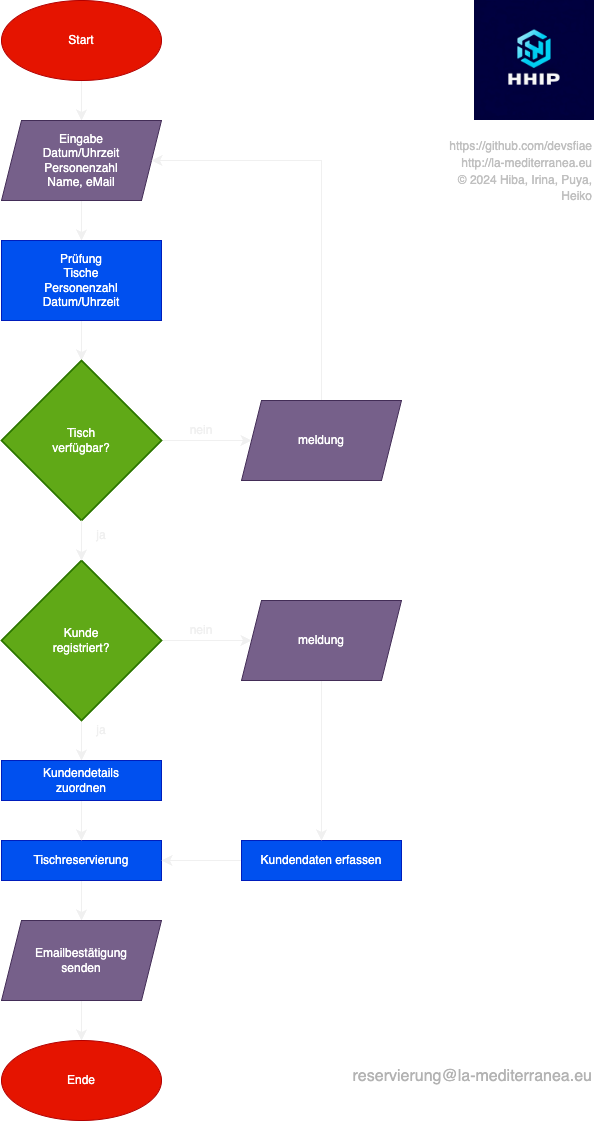 Start
HHIP
Eingabe
Datum/Uhrzeit
Personenzahl
Name, eMail
https://github.com/devsfiae
http://la-mediterranea.eu
© 2024 Hiba, Irina, Puya,
Heiko
Prüfung
Tische
Personenzahl
Datum/Uhrzeit
Tisch
verfügbar?
nein
meldung
ja
Kunde
registriert?
nein
meldung
ja
Kundendetails
zuordnen
Tischreservierung
Kundendaten erfassen
Emailbestätigung
senden
Ende
reservierung@la-mediterranea.eu